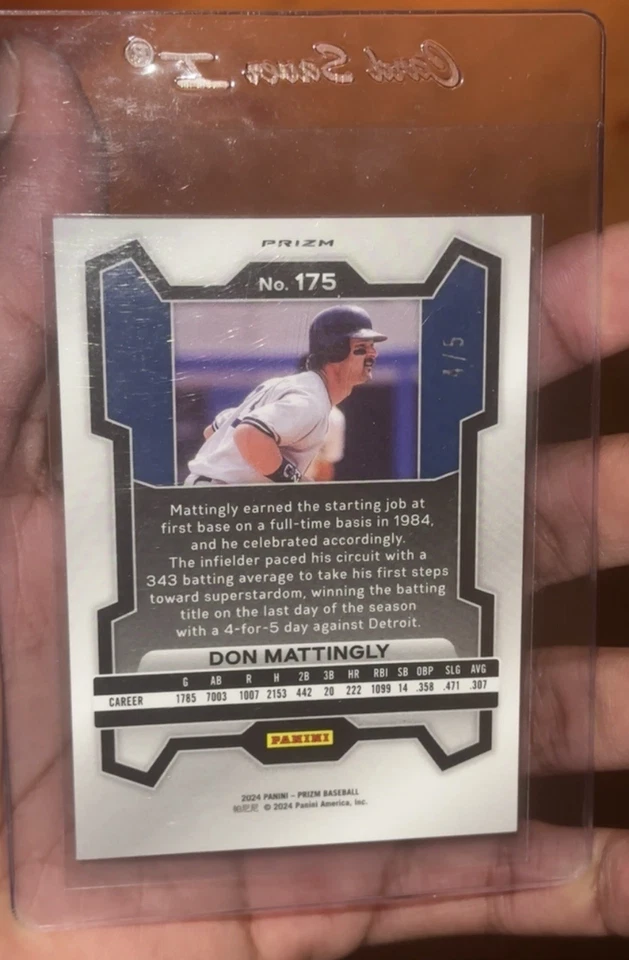 Card Saver I
PRIZM
No. 175
4/5
Mattingly earned the starting job at
first base on a full-time basis in 1984,
and he celebrated accordingly.
The infielder paced his circuit with a
343 batting average to take his first steps
toward superstardom, winning the batting
title on the last day of the season
with a 4-for-5 day against Detroit.
DON MATTINGLY
G AB R H 2B 3B HR RBI SB OBP SLG AVG
CAREER 1785 7003 1007 2153 442 20 222 1099 14 .358 .471 .307
PANINI
2024 PANINI – PRIZM BASEBALL
帕尼尼 © 2024 Panini America, Inc.